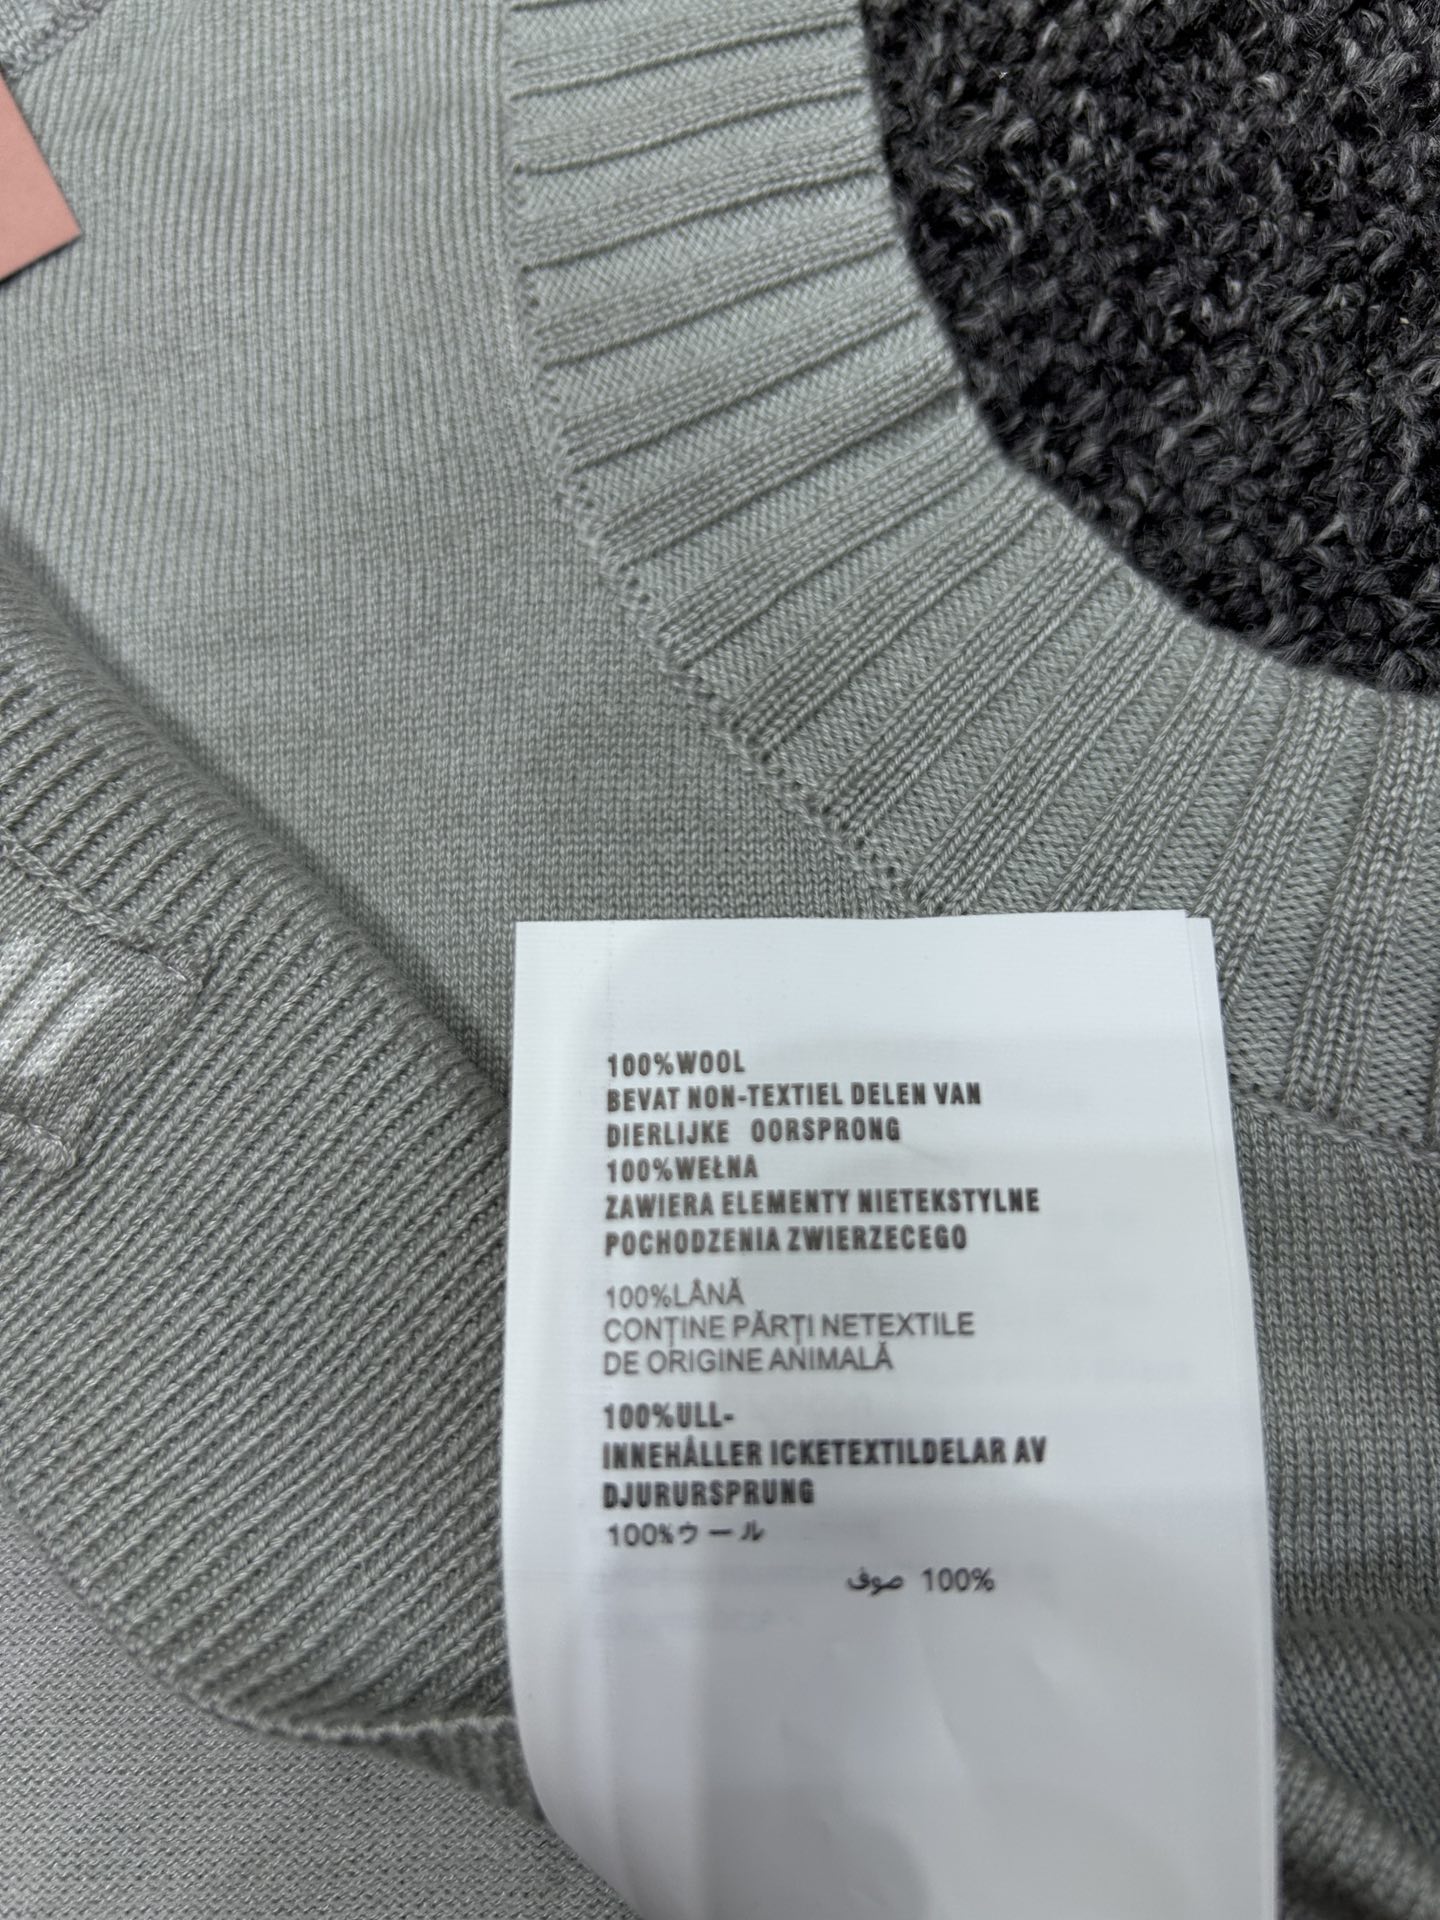 100%WOOL
BEVAT NON-TEXTIEL DELEN VAN
DIERLIJKE OORSPRONG
100%WEŁNA
ZAWIERA ELEMENTY NIETEKSTYLNE
POCHODZENIA ZWIERZECEGO
100%LÂNĂ
CONȚINE PĂRȚI NETEXTILE
DE ORIGINE ANIMALĂ
100%ULL-
INNEHÅLLER ICKETEXTILDELAR AV
DJURURSPRUNG
100%ウール
100% صوف